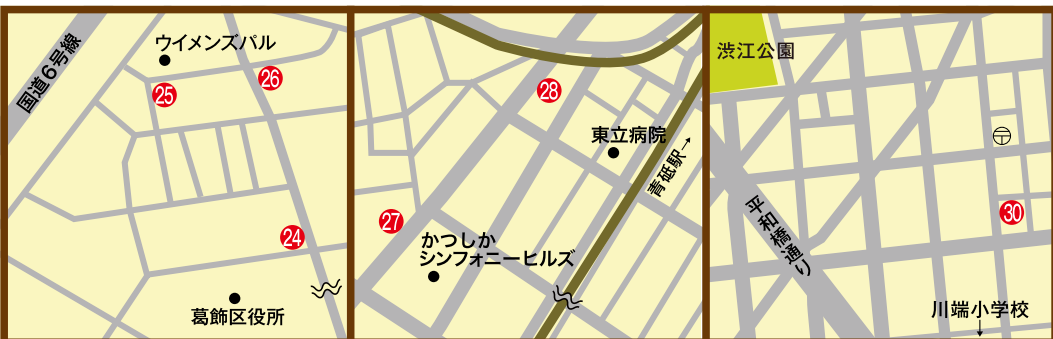 ウイメンズパル
国道6号線
25
26
24
葛飾区役所
28
東立病院
青砥駅→
27
かつしか
シンフォニーヒルズ
渋江公園
〒
30
平和橋通り
川端小学校
↓